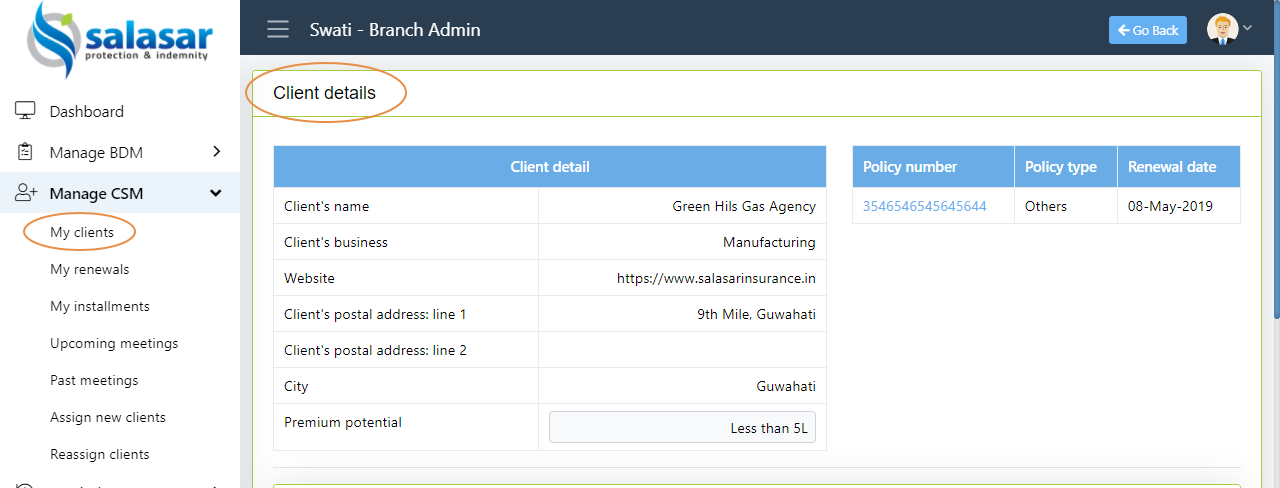 salasar
protection & indemnity
Swati - Branch Admin
Go Back
Dashboard
Manage BDM
Manage CSM
My clients
My renewals
My installments
Upcoming meetings
Past meetings
Assign new clients
Reassign clients
Client details
Client detail
Client's name Green Hils Gas Agency
Client's business Manufacturing
Website https://www.salasarinsurance.in
Client's postal address: line 1 9th Mile, Guwahati
Client's postal address: line 2
City Guwahati
Premium potential Less than 5L
Policy number Policy type Renewal date
3546546545645644 Others 08-May-2019